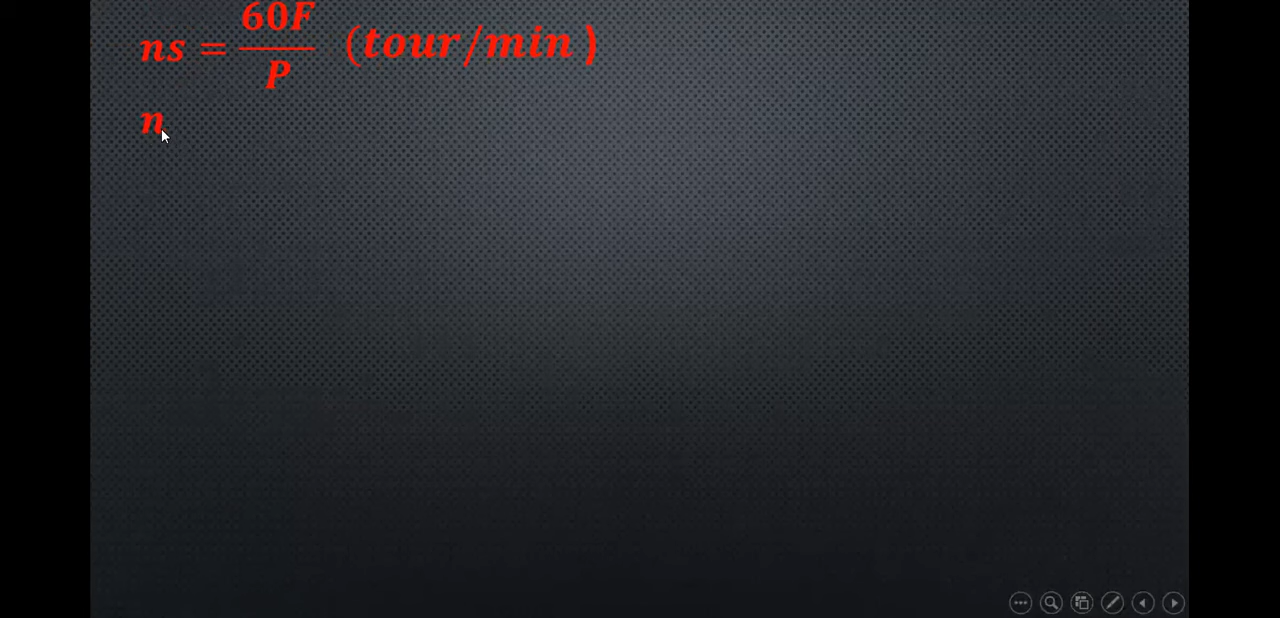 ns = 60F/P (tour/min )
n